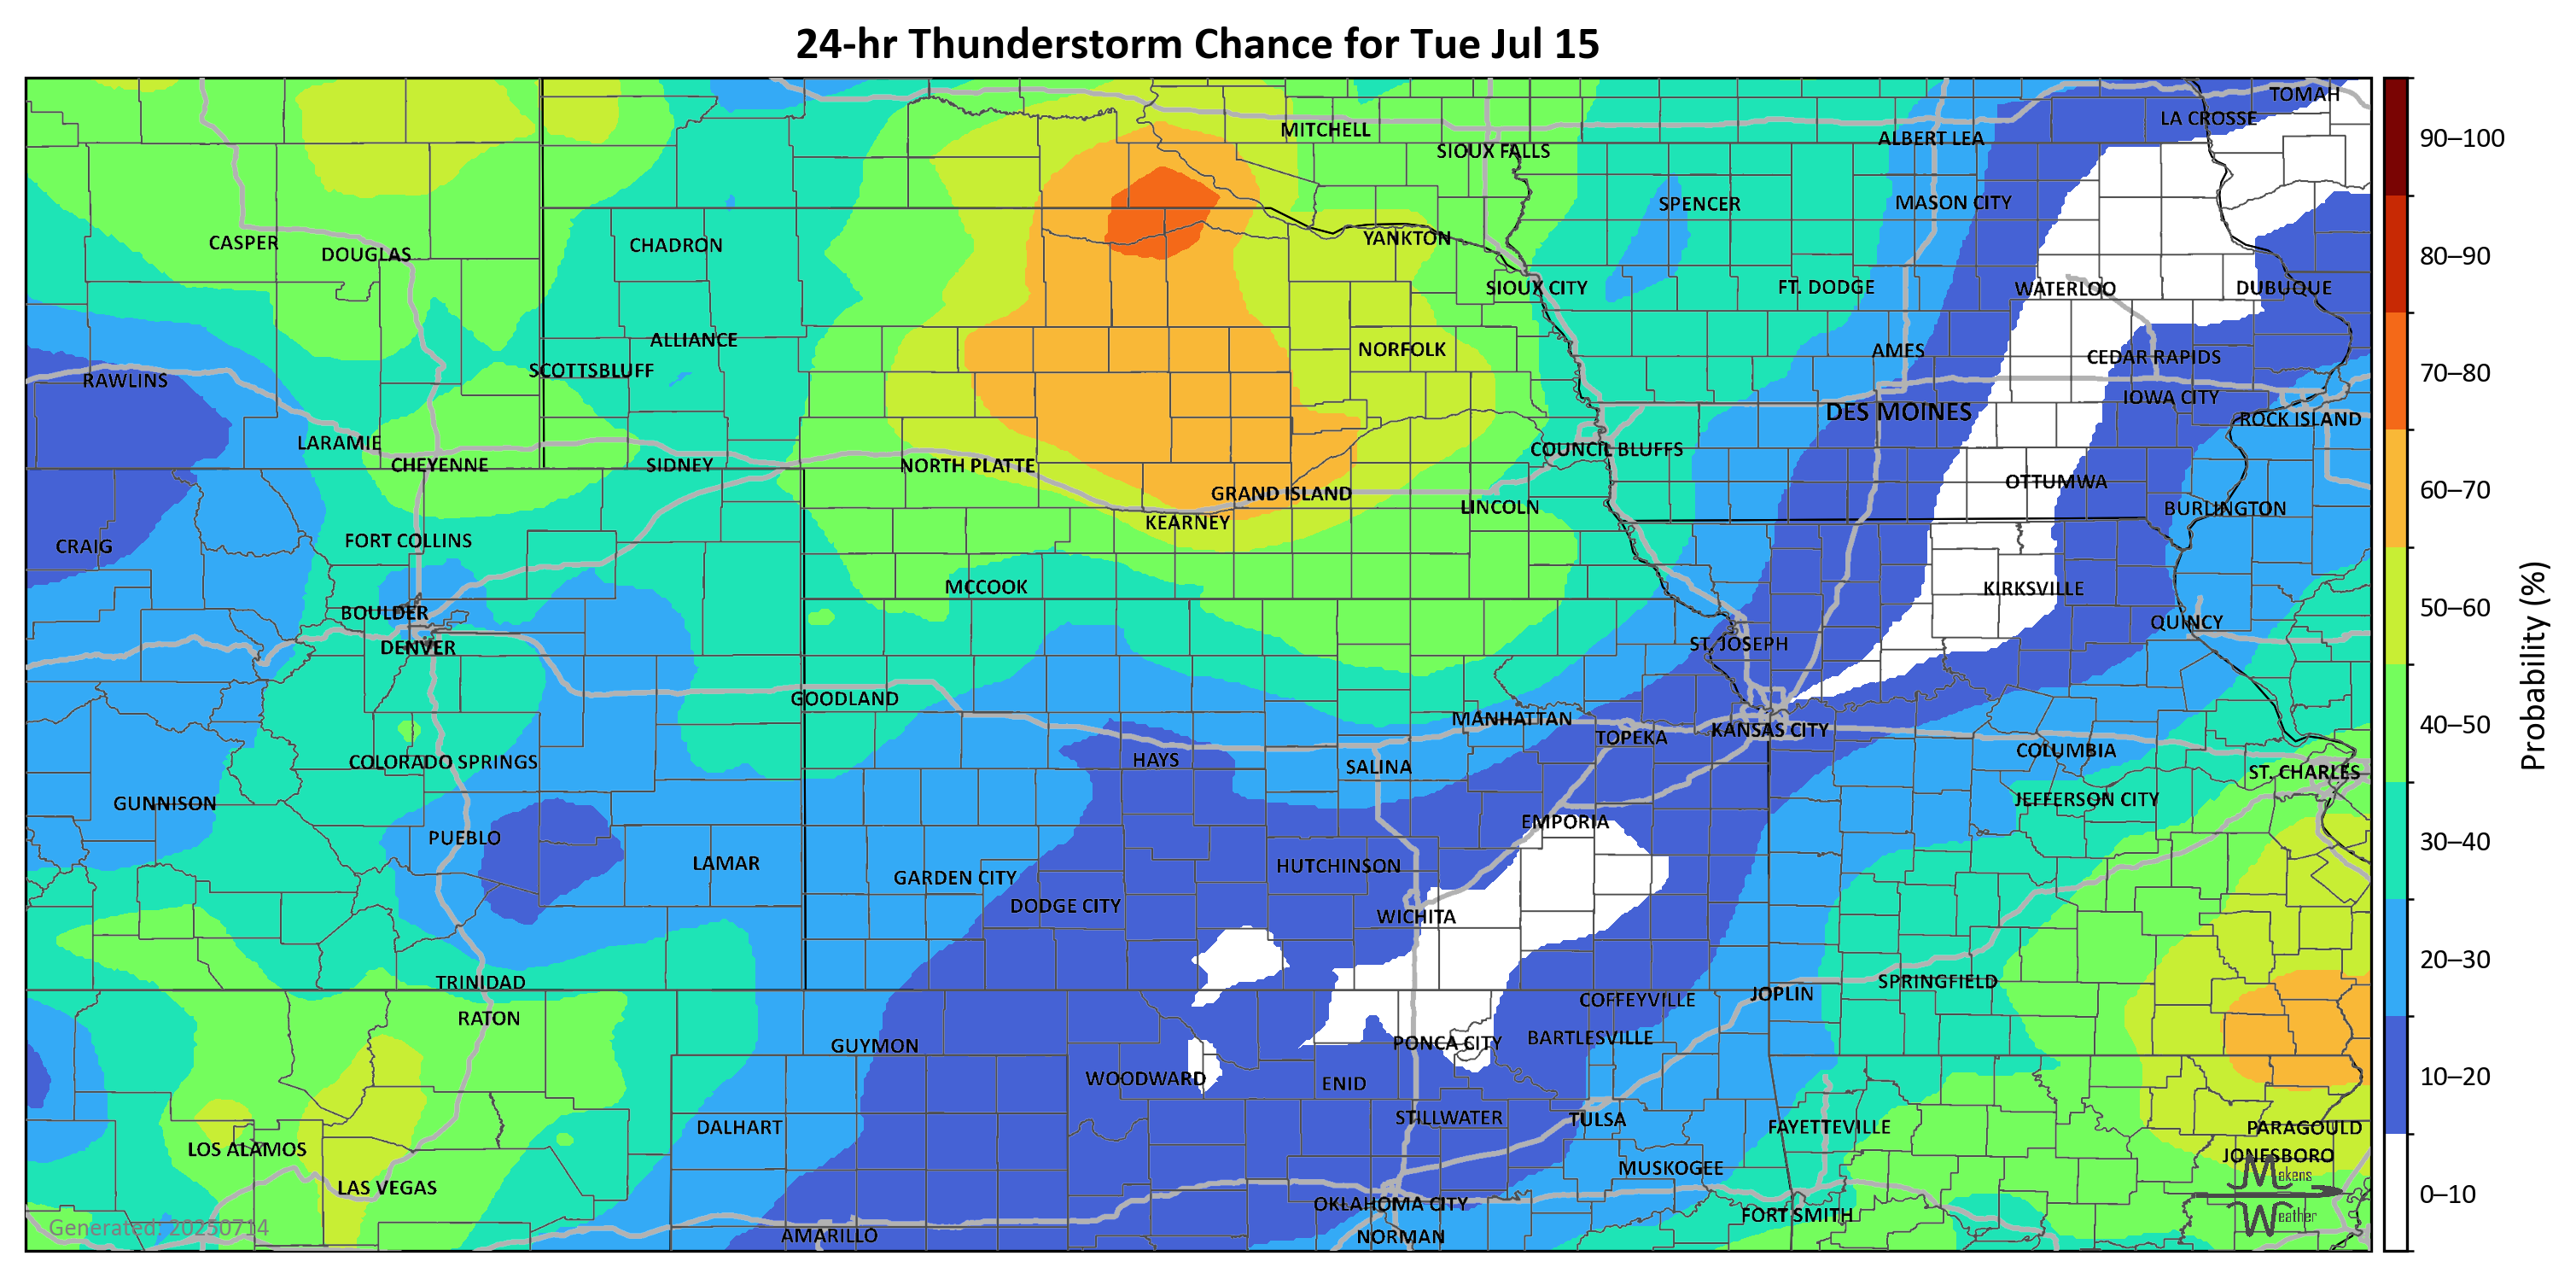 24-hr Thunderstorm Chance for Tue Jul 15
TOMAH
LA CROSSE
MITCHELL
ALBERT LEA
SIOUX FALLS
SPENCER
MASON CITY
CASPER
DOUGLAS
CHADRON
YANKTON
SIOUX CITY
FT. DODGE
WATERLOO
DUBUQUE
ALLIANCE
NORFOLK
AMES
CEDAR RAPIDS
RAWLINS
SCOTTSBLUFF
IOWA CITY
DES MOINES
ROCK ISLAND
LARAMIE
COUNCIL BLUFFS
CHEYENNE
SIDNEY
NORTH PLATTE
OTTUMWA
GRAND ISLAND
LINCOLN
BURLINGTON
KEARNEY
CRAIG
FORT COLLINS
MCCOOK
KIRKSVILLE
BOULDER
QUINCY
DENVER
ST. JOSEPH
GOODLAND
MANHATTAN
KANSAS CITY
TOPEKA
COLUMBIA
COLORADO SPRINGS
HAYS
SALINA
ST. CHARLES
GUNNISON
JEFFERSON CITY
EMPORIA
PUEBLO
LAMAR
HUTCHINSON
GARDEN CITY
DODGE CITY
WICHITA
TRINIDAD
SPRINGFIELD
JOPLIN
COFFEYVILLE
RATON
GUYMON
PONCA CITY
BARTLESVILLE
WOODWARD
ENID
STILLWATER
TULSA
DALHART
FAYETTEVILLE
PARAGOULD
LOS ALAMOS
JONESBORO
MUSKOGEE
LAS VEGAS
OKLAHOMA CITY
FORT SMITH
AMARILLO
NORMAN
Generated: 20250714
Makens
Weather
90–100
80–90
70–80
60–70
50–60
40–50
30–40
20–30
10–20
0–10
Probability (%)